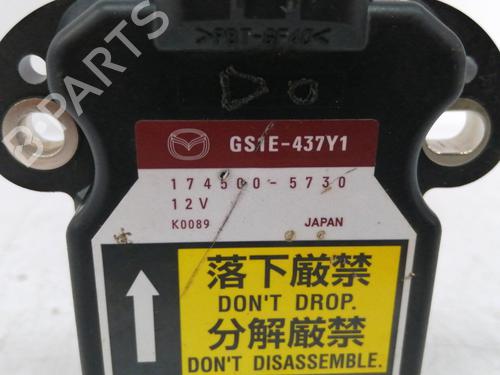 >PBT-GF40<
B-PARTS
GS1E-437Y1
174500-5730
12V
K0089 JAPAN
落下厳禁
DON'T DROP.
分解厳禁
DON'T DISASSEMBLE.